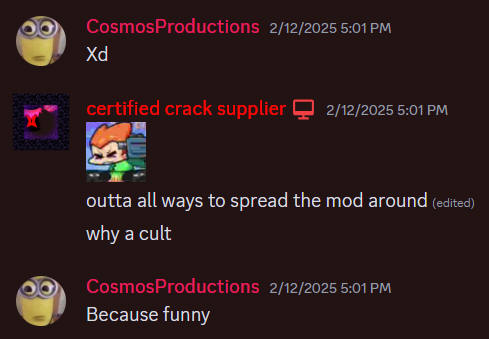 CosmosProductions 2/12/2025 5:01 PM
Xd
certified crack supplier 2/12/2025 5:01 PM
outta all ways to spread the mod around (edited)
why a cult
CosmosProductions 2/12/2025 5:01 PM
Because funny